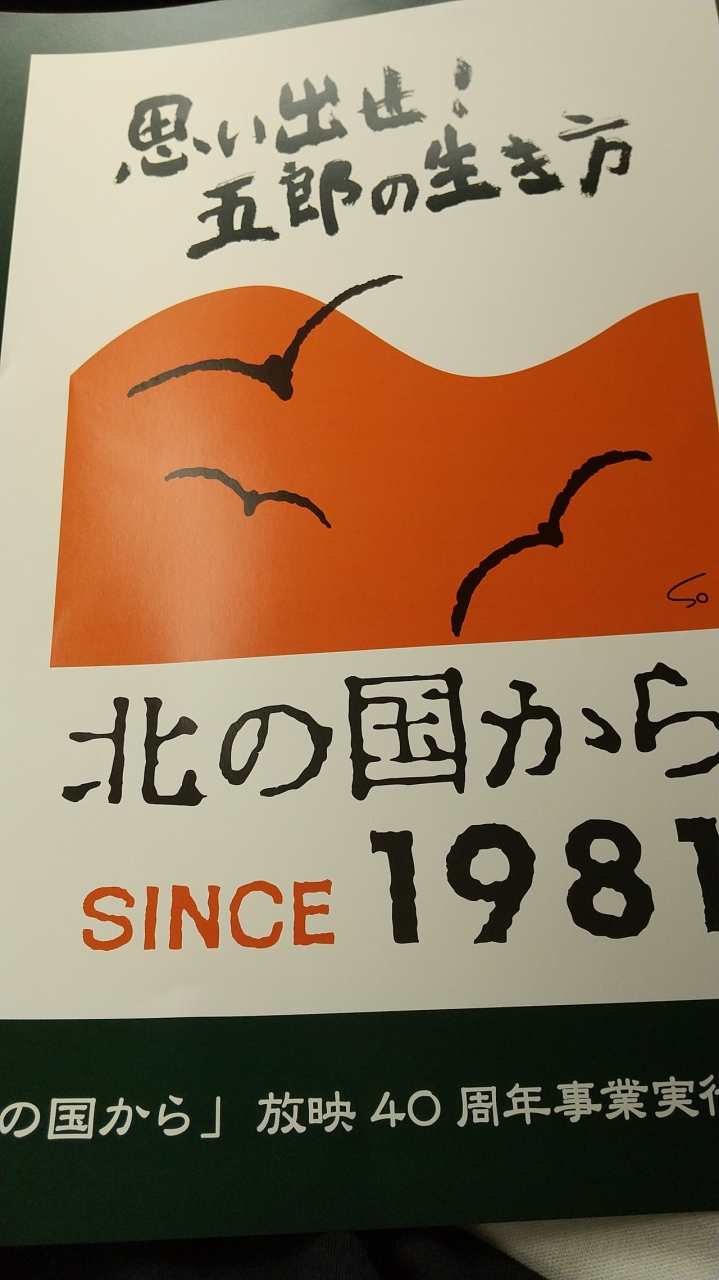 思い出せ!
五郎の生き方
So
北の国から
SINCE 1981
の国から」放映40周年事業実行